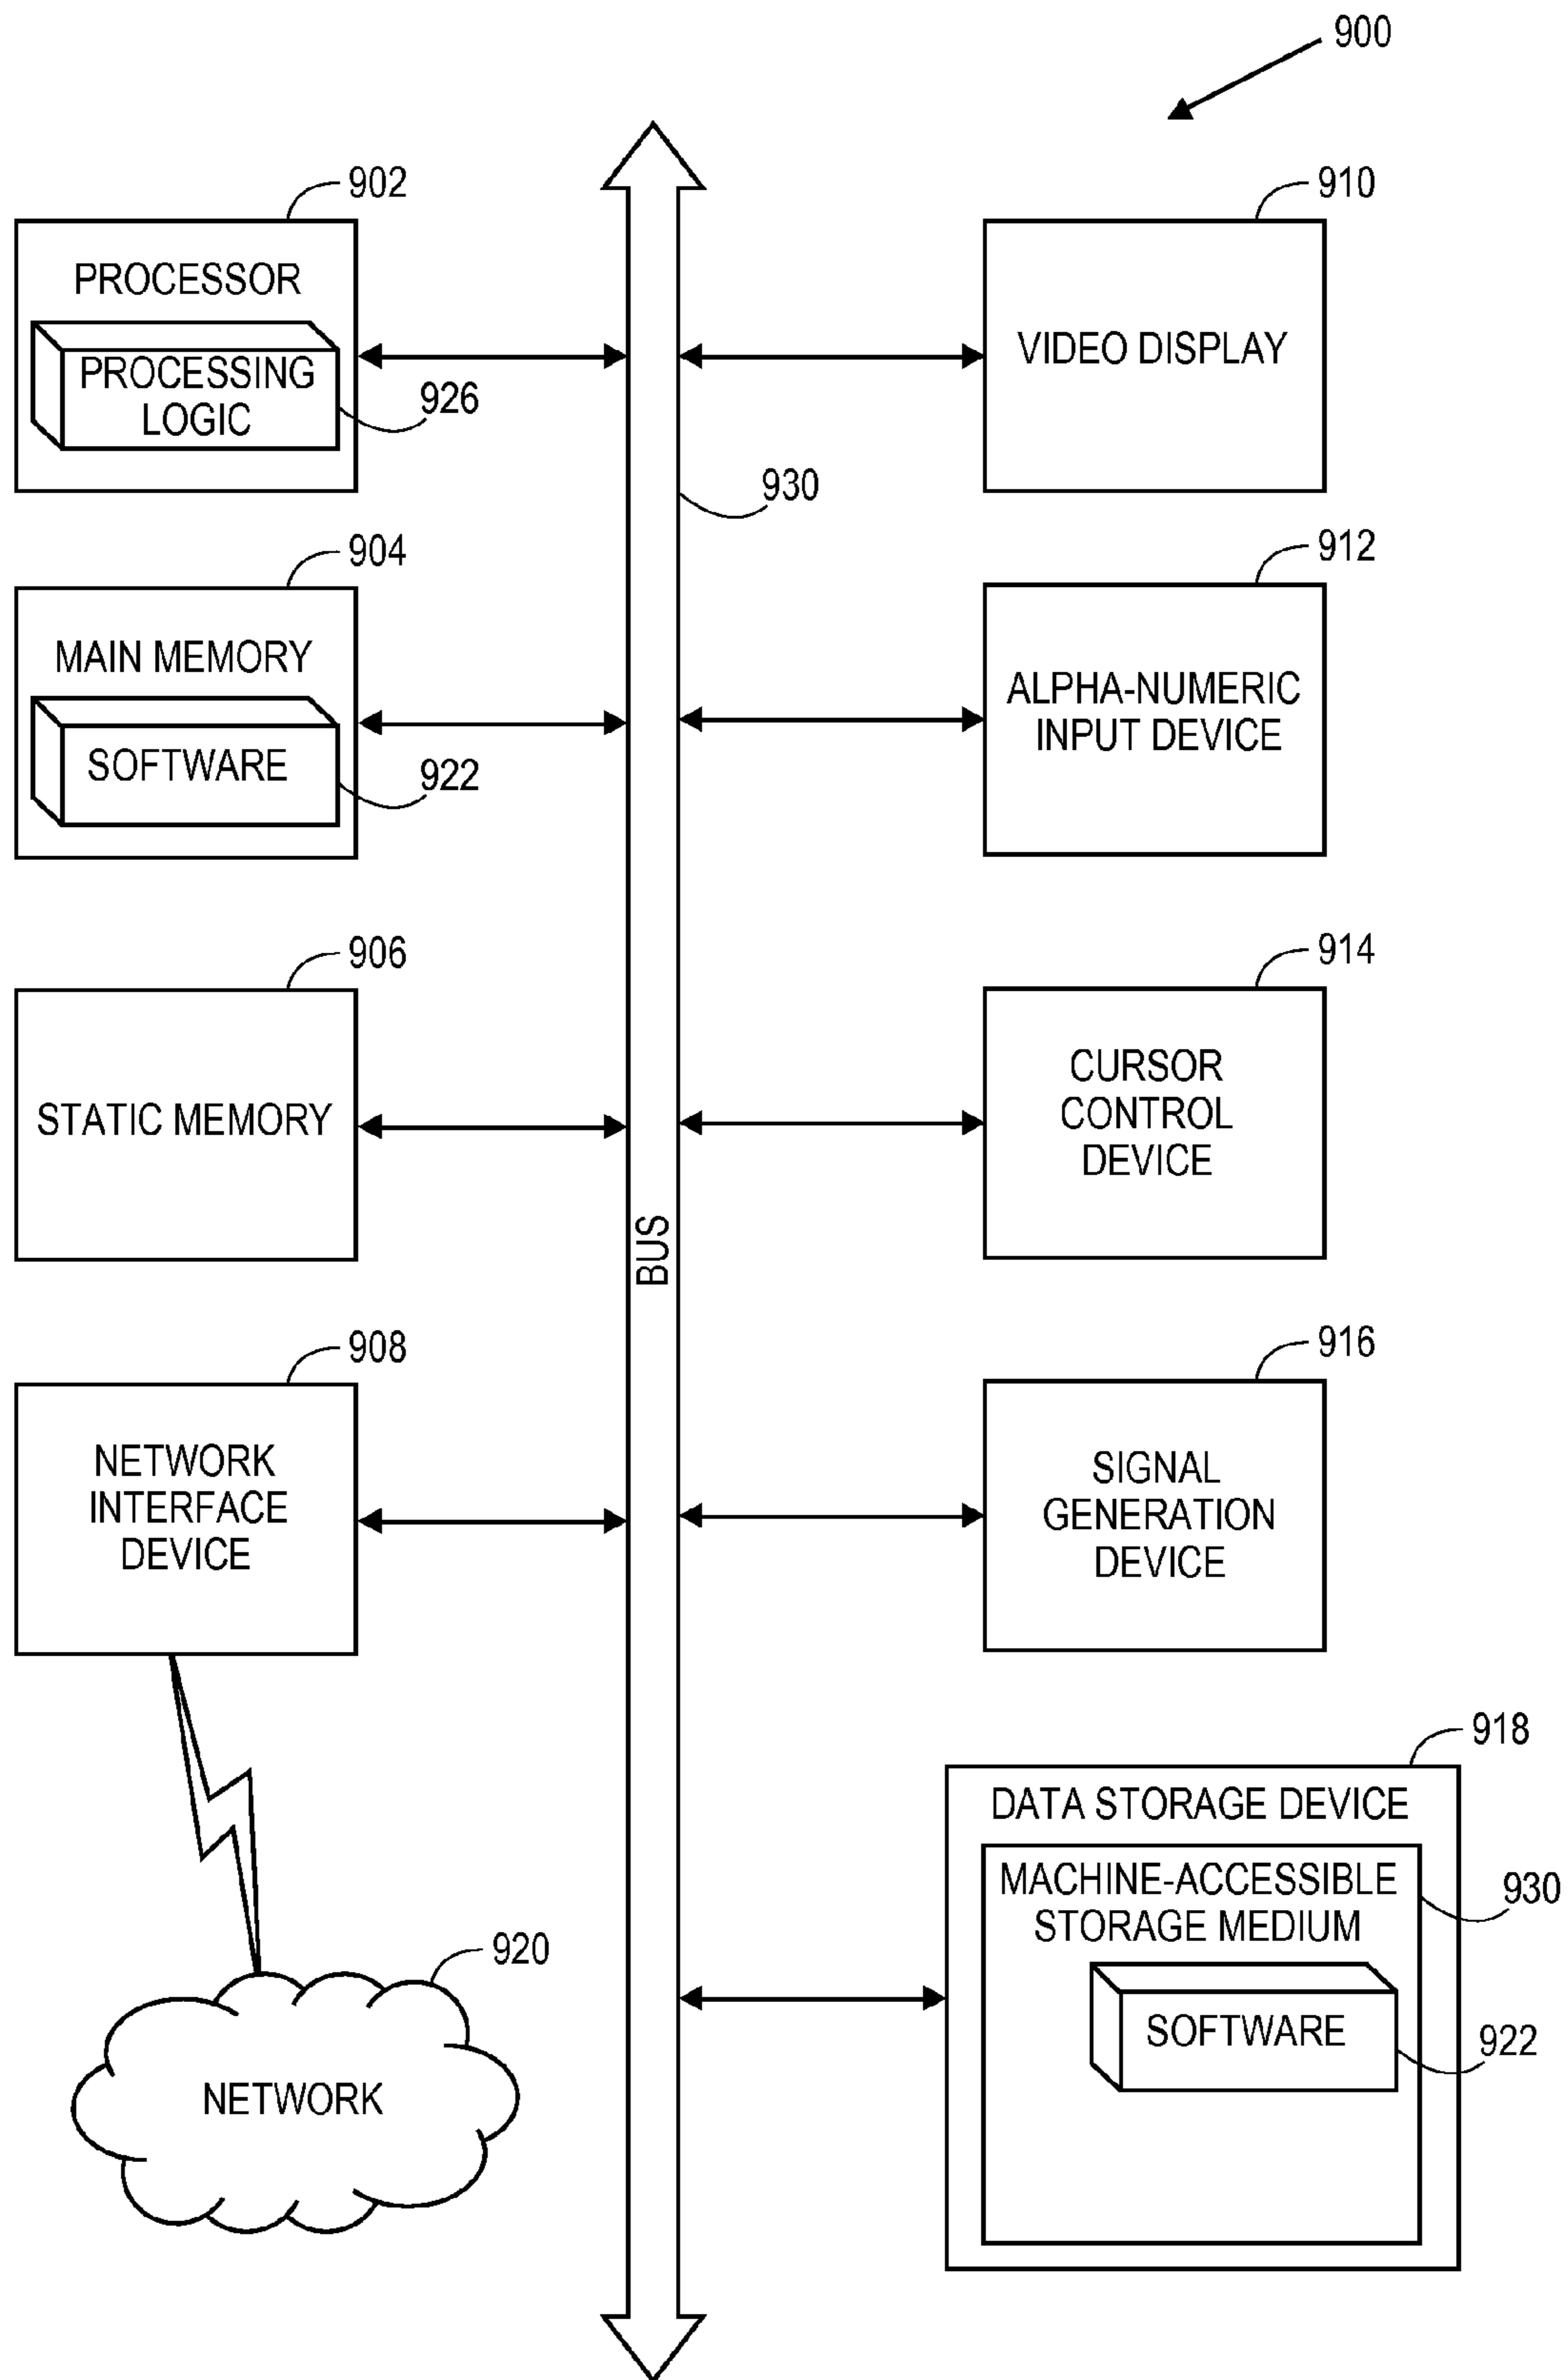 900
902
PROCESSOR
PROCESSING
LOGIC
926
910
VIDEO DISPLAY
930
904
MAIN MEMORY
SOFTWARE
922
912
ALPHA-NUMERIC
INPUT DEVICE
906
STATIC MEMORY
914
CURSOR
CONTROL
DEVICE
BUS
908
NETWORK
INTERFACE
DEVICE
916
SIGNAL
GENERATION
DEVICE
918
DATA STORAGE DEVICE
MACHINE-ACCESSIBLE
STORAGE MEDIUM
930
SOFTWARE
922
920
NETWORK